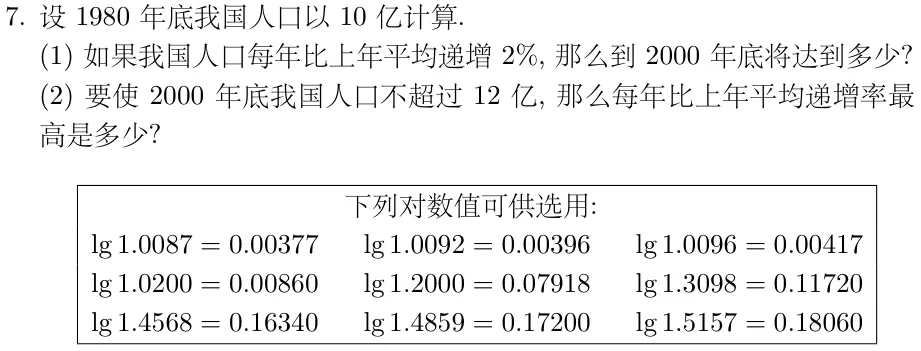 7. 设 1980 年底我国人口以 10 亿计算.
(1) 如果我国人口每年比上年平均递增 2%, 那么到 2000 年底将达到多少?
(2) 要使 2000 年底我国人口不超过 12 亿, 那么每年比上年平均递增率最
高是多少?
下列对数值可供选用:
lg 1.0087 = 0.00377 lg 1.0092 = 0.00396 lg 1.0096 = 0.00417
lg 1.0200 = 0.00860 lg 1.2000 = 0.07918 lg 1.3098 = 0.11720
lg 1.4568 = 0.16340 lg 1.4859 = 0.17200 lg 1.5157 = 0.18060